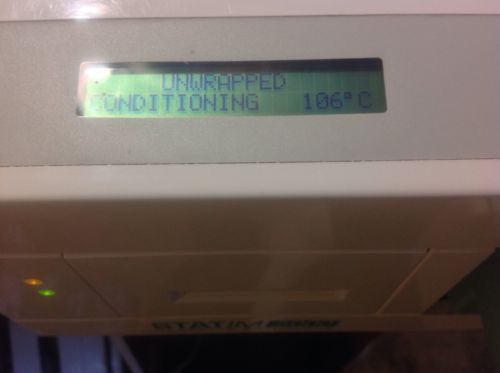 UNWRAPPED
CONDITIONING 106°C
STATIM